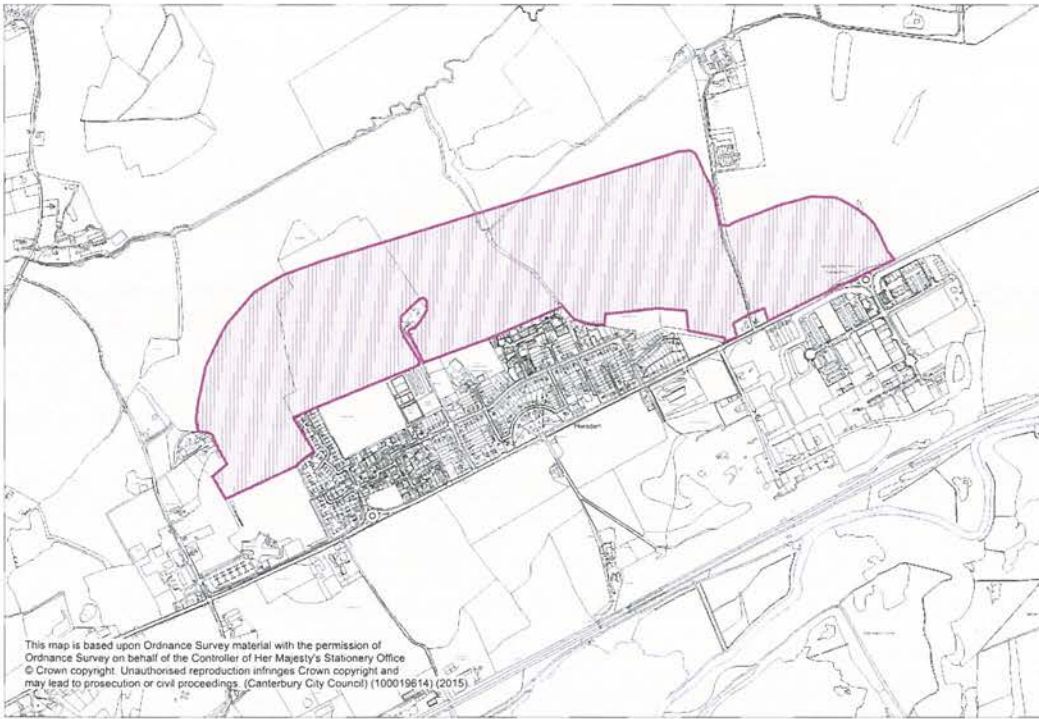 Hersden
This map is based upon Ordnance Survey material with the permission of
Ordnance Survey on behalf of the Controller of Her Majesty's Stationery Office
© Crown copyright. Unauthorised reproduction infringes Crown copyright and
may lead to prosecution or civil proceedings. (Canterbury City Council) (100019614) (2015)